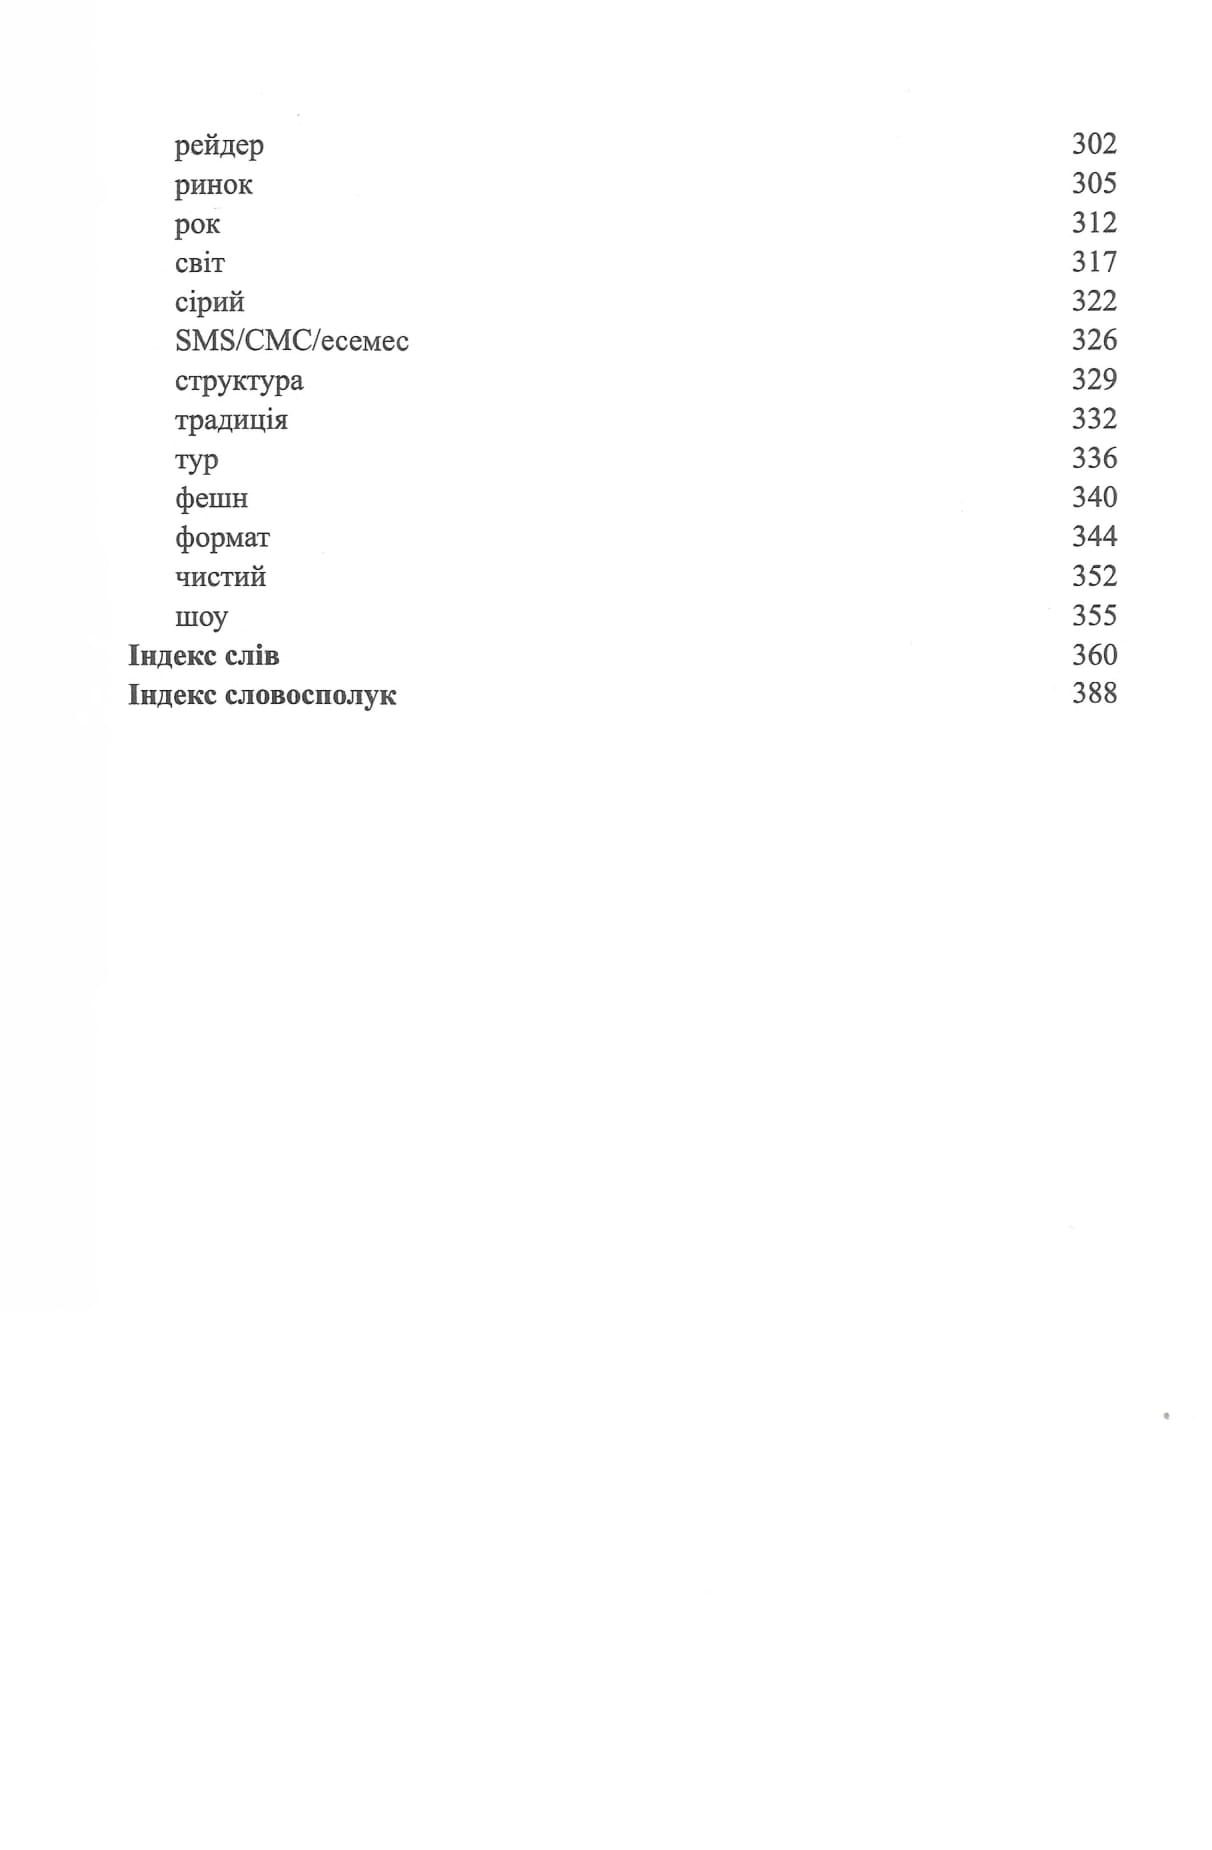 рейдер 302
ринок 305
рок 312
світ 317
сірий 322
SMS/СМС/есемес 326
структура 329
традиція 332
тур 336
фешн 340
формат 344
чистий 352
шоу 355
Індекс слів 360
Індекс словосполук 388